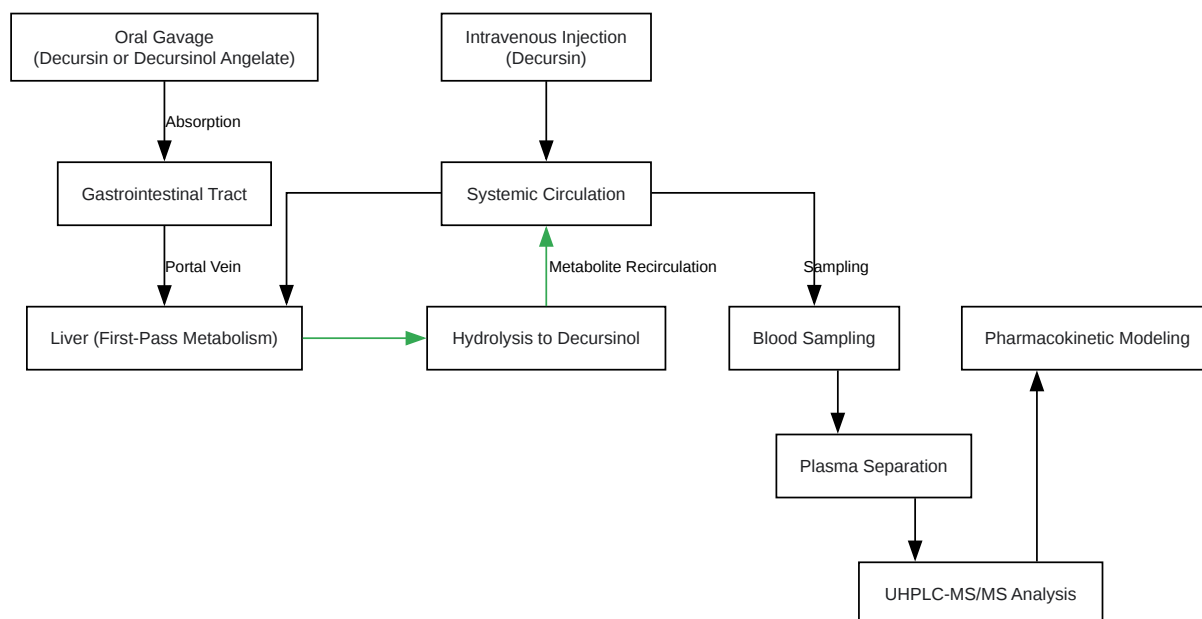 Oral Gavage
(Decursin or Decursinol Angelate)
Intravenous Injection
(Decursin)
Absorption
Gastrointestinal Tract
Systemic Circulation
Portal Vein
Metabolite Recirculation
Sampling
Liver (First-Pass Metabolism)
Hydrolysis to Decursinol
Blood Sampling
Pharmacokinetic Modeling
Plasma Separation
UHPLC-MS/MS Analysis